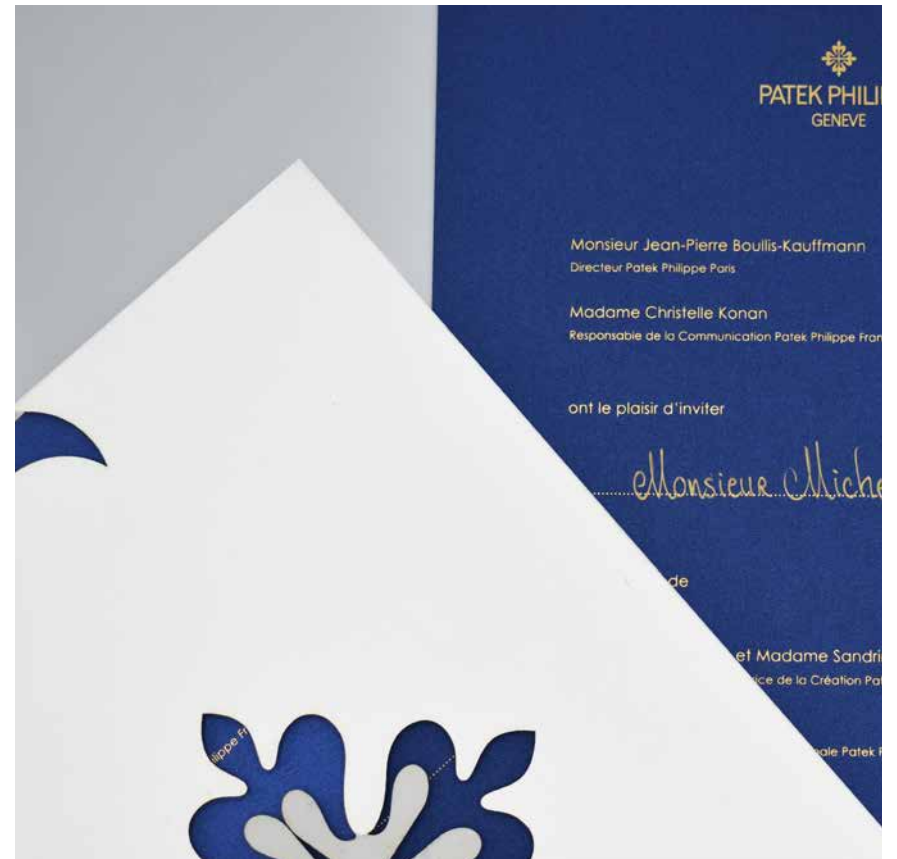 PATEK PHILI
GENEVE
Monsieur Jean-Pierre Boullis-Kauffmann
Directeur Patek Philippe Paris
Madame Christelle Konan
Responsable de la Communication Patek Philippe Fran
ont le plaisir d'inviter
Monsieur Miche
de
et Madame Sandri
ice de la Création Pat
ale Patek P
ilippe Fr